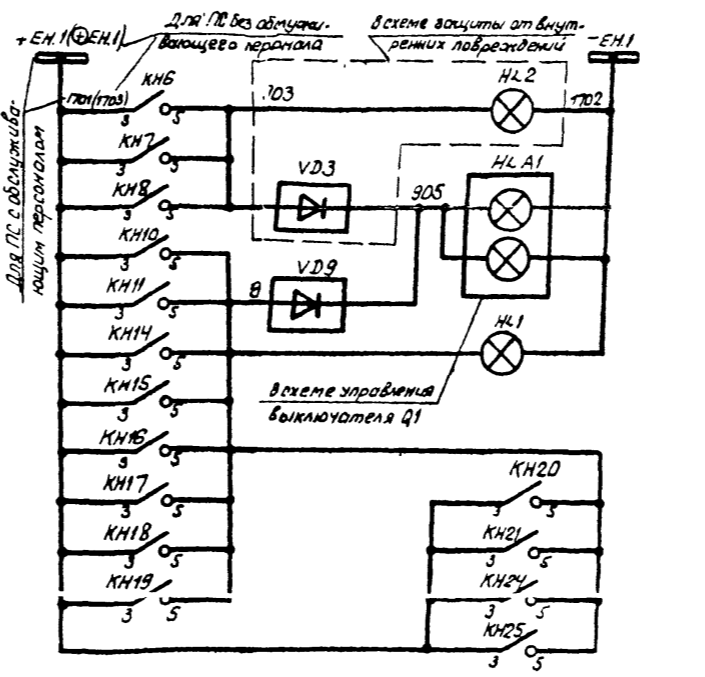 Для ПС без обслужи-
вающего персонала
В схеме защиты от внут-
ренних повреждений
+ЕН.1(⊕ЕН.1)
-ЕН.1
1701(1703)
КН6
3 5
703
HL2
1702
КН7
3 5
VD3
905
HLA1
КН8
3 5
Для ПС с обслужива-
ющим персоналом
КН10
3 5
VD9
КН11
3 5
КН14
3 5
HL1
КН15
3 5
В схеме управления
выключателя Q1
КН16
3 5
КН17
3 5
КН18
3 5
КН19
3 5
КН20
3 5
КН21
3 5
КН24
3 5
КН25
3 5